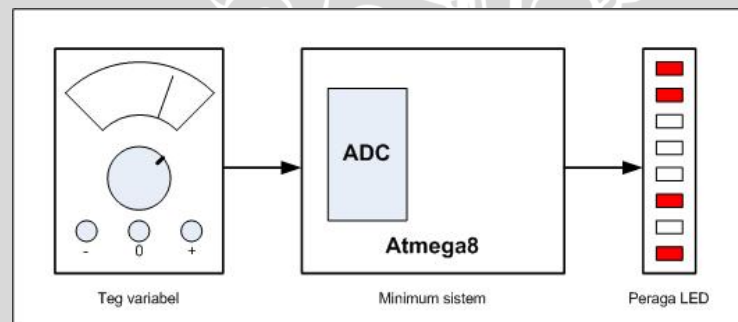 ADC
Atmega8
- 0 +
Teg variabel
Minimum sistem
Peraga LED